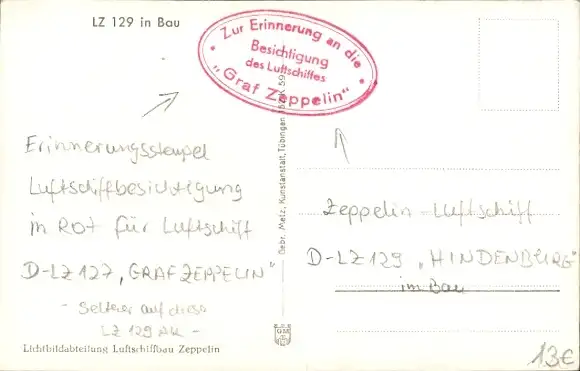 LZ 129 in Bau
Zur Erinnerung an die
Besichtigung
des Luftschiffes
„Graf Zeppelin"
Erinnerungsstempel
Luftschiffbesichtigung
in Rot für Luftschiff
D-LZ 127 „GRAF ZEPPELIN"
- Seltener auf dieser
LZ 129 AK -
Lichtbildabteilung Luftschiffbau Zeppelin
Gebr. Metz, Kunstanstalt, Tübingen
Zeppelin-Luftschiff
D-LZ 129 „HINDENBURG"
im Bau
13€